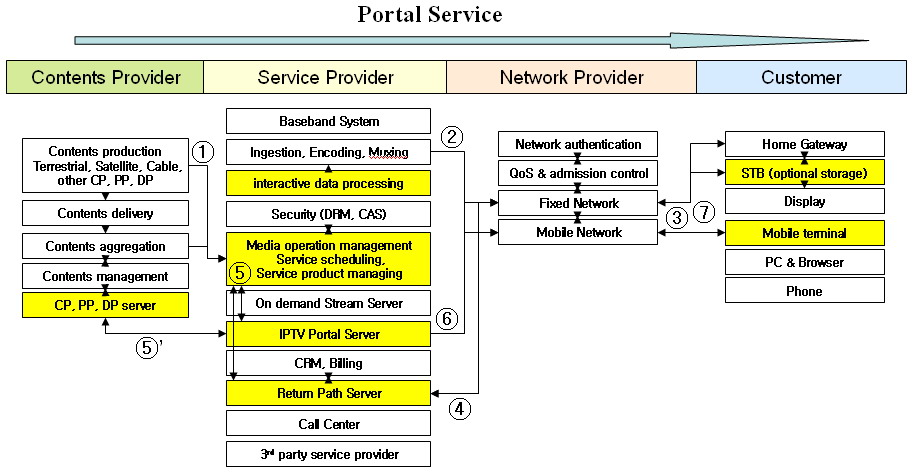 Portal Service
Contents Provider
Service Provider
Network Provider
Customer
Contents production
Terrestrial, Satellite, Cable,
other CP, PP, DP
Contents delivery
Contents aggregation
Contents management
CP, PP, DP server
①
⑤'
Baseband System
Ingestion, Encoding, Muxing
interactive data processing
Security (DRM, CAS)
Media operation management
Service scheduling,
Service product managing
⑤
On demand Stream Server
IPTV Portal Server
CRM, Billing
Return Path Server
Call Center
3rd party service provider
②
⑥
④
Network authentication
QoS & admission control
Fixed Network
Mobile Network
③
⑦
Home Gateway
STB (optional storage)
Display
Mobile terminal
PC & Browser
Phone